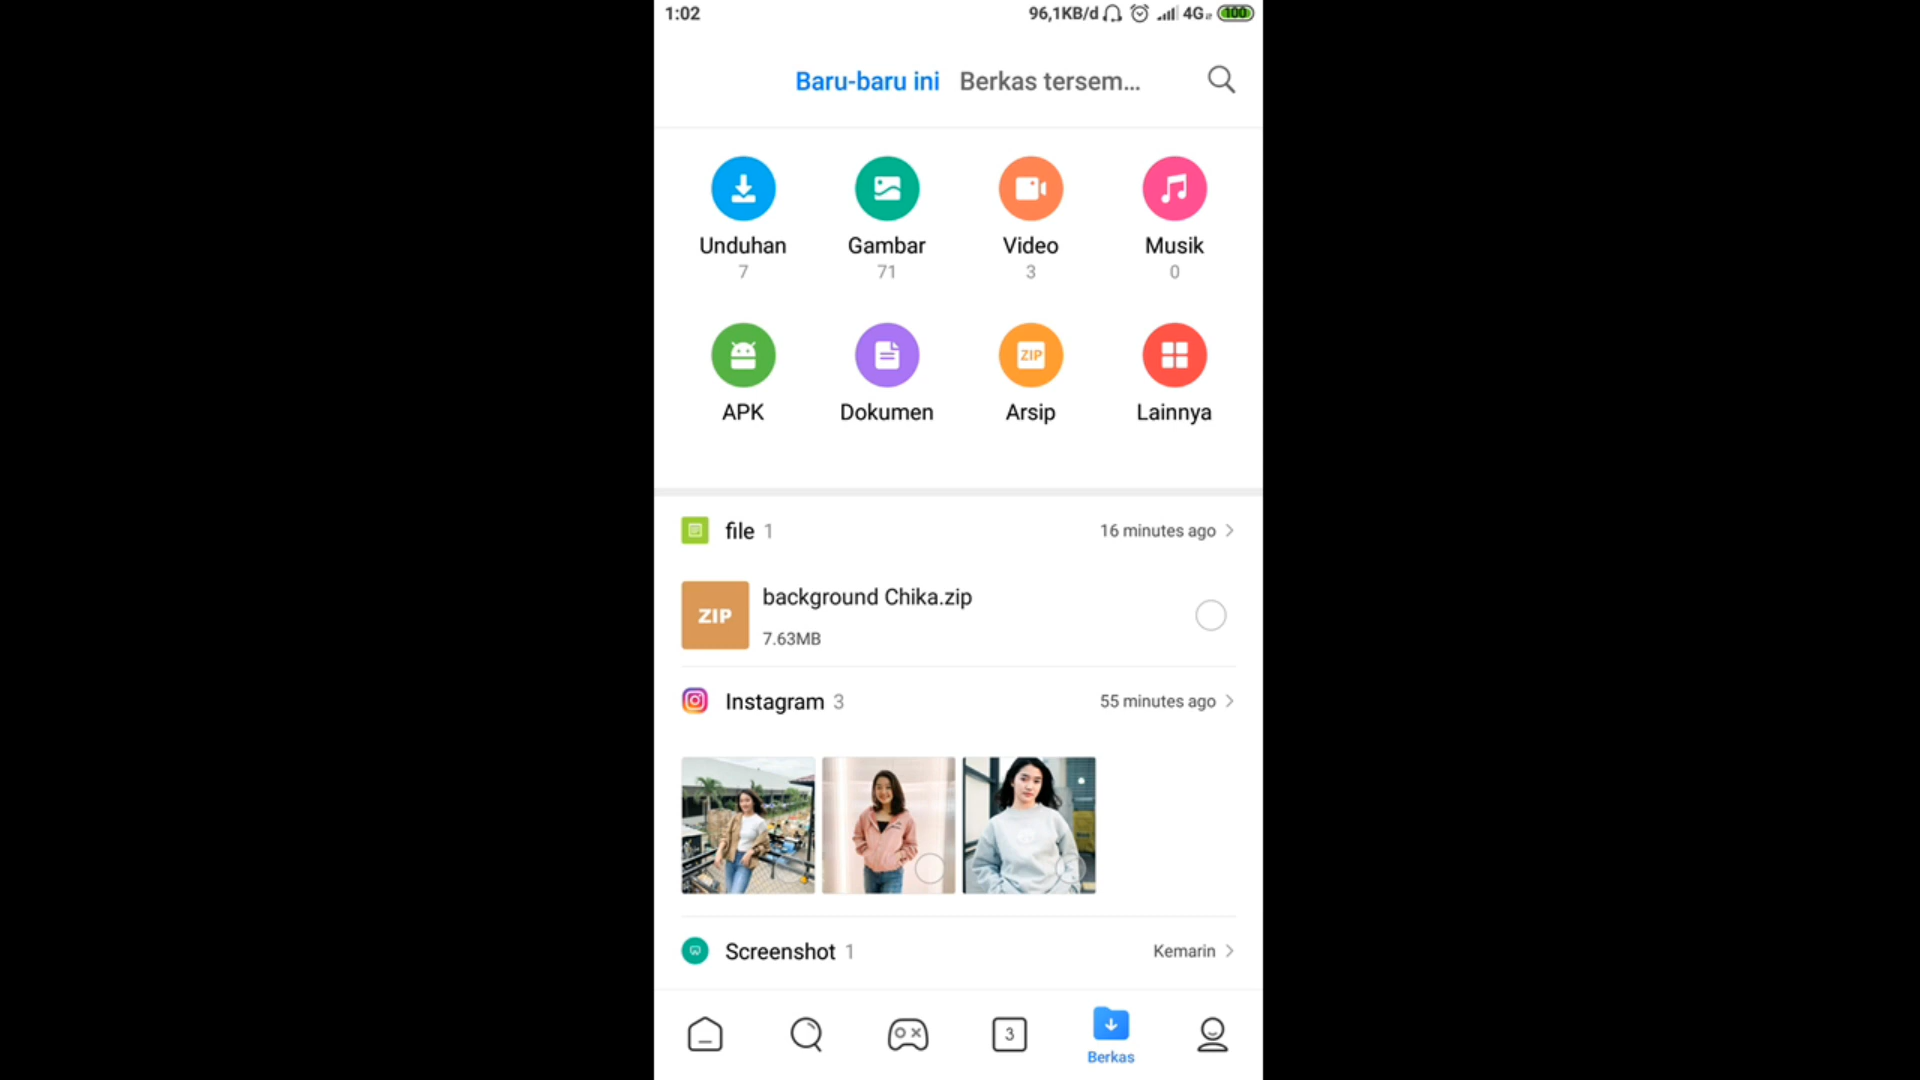 1:02 96,1KB/d 4G 100
Baru-baru ini Berkas tersem...
Unduhan Gambar Video Musik
7 71 3 0
ZIP
APK Dokumen Arsip Lainnya
file 1 16 minutes ago
ZIP background Chika.zip
7.63MB
Instagram 3 55 minutes ago
Screenshot 1 Kemarin
3
Berkas